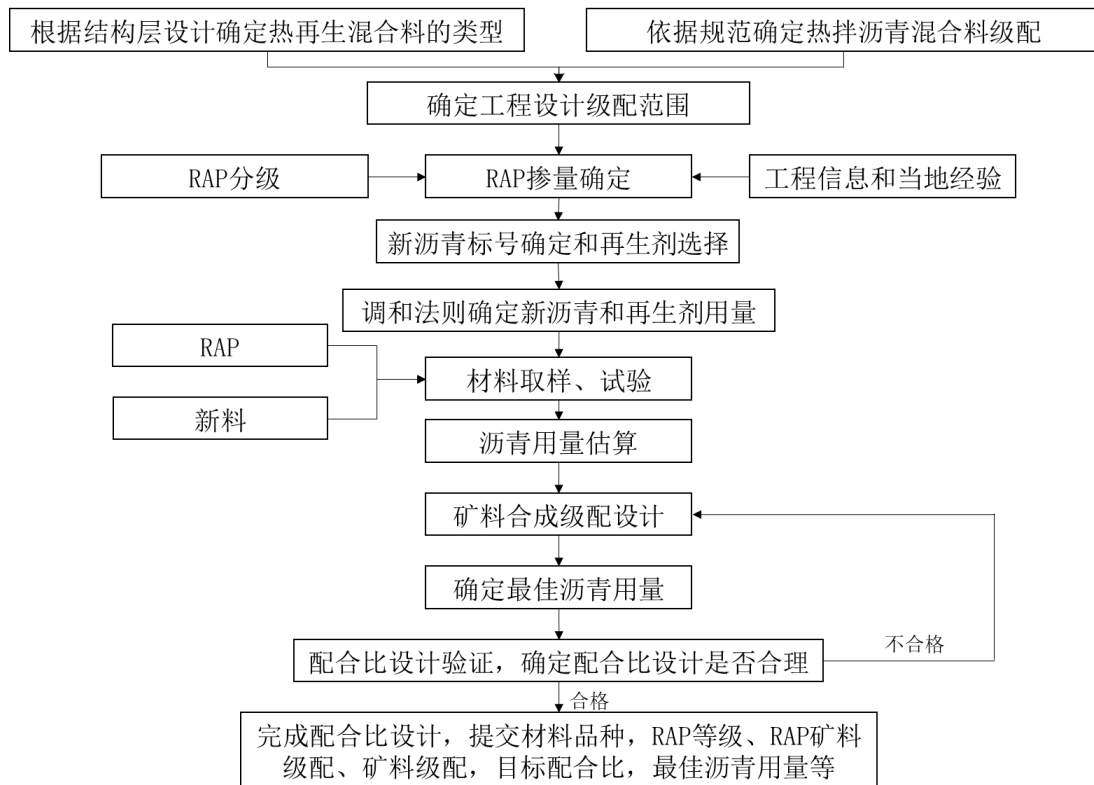 根据结构层设计确定热再生混合料的类型
依据规范确定热拌沥青混合料级配
确定工程设计级配范围
RAP分级
RAP掺量确定
工程信息和当地经验
新沥青标号确定和再生剂选择
调和法则确定新沥青和再生剂用量
RAP
材料取样、试验
新料
沥青用量估算
矿料合成级配设计
确定最佳沥青用量
配合比设计验证，确定配合比设计是否合理
不合格
合格
完成配合比设计，提交材料品种，RAP等级、RAP矿料
级配、矿料级配，目标配合比，最佳沥青用量等